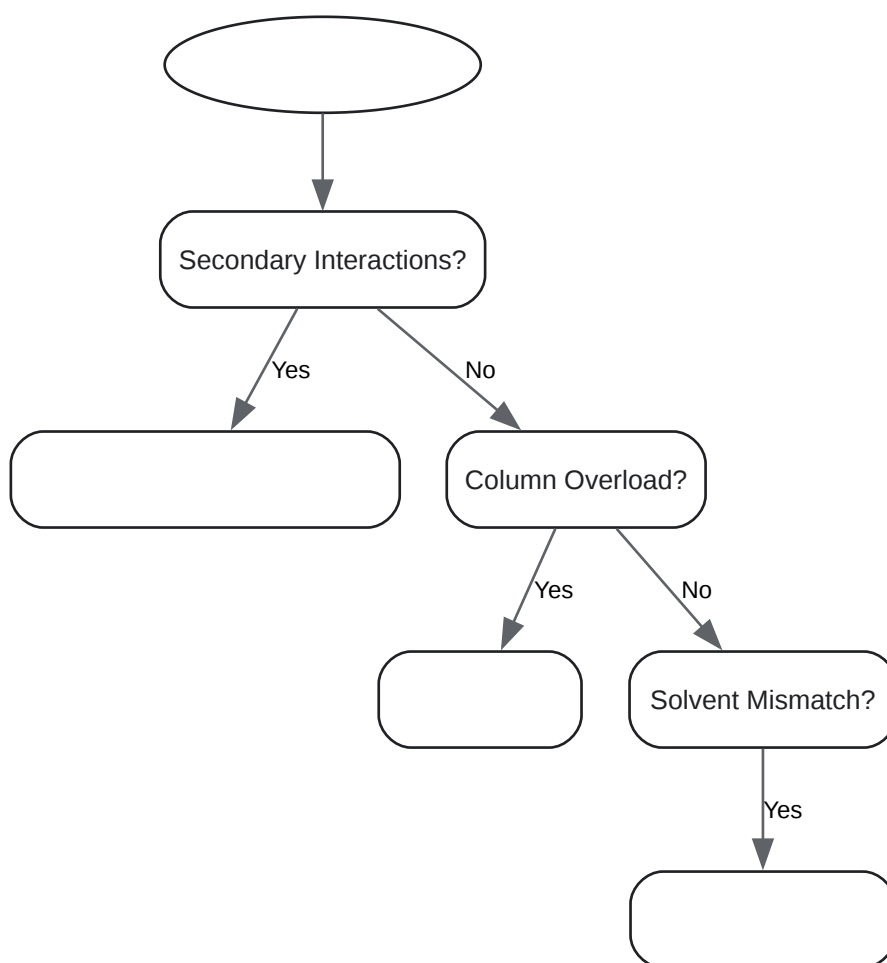 Secondary Interactions?
Yes
No
Column Overload?
Yes
No
Solvent Mismatch?
Yes